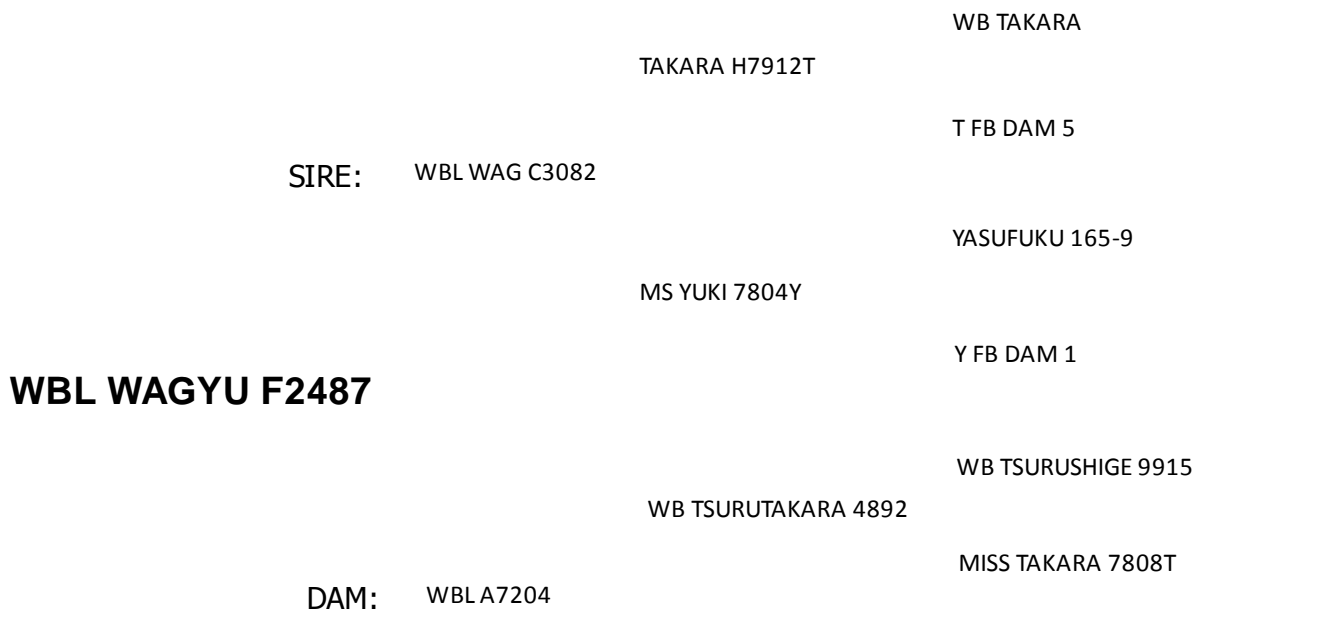 WB TAKARA
TAKARA H7912T
T FB DAM 5
SIRE: WBL WAG C3082
YASUFUKU 165-9
MS YUKI 7804Y
Y FB DAM 1
WBL WAGYU F2487
WB TSURUSHIGE 9915
WB TSURUTAKARA 4892
MISS TAKARA 7808T
DAM: WBL A7204